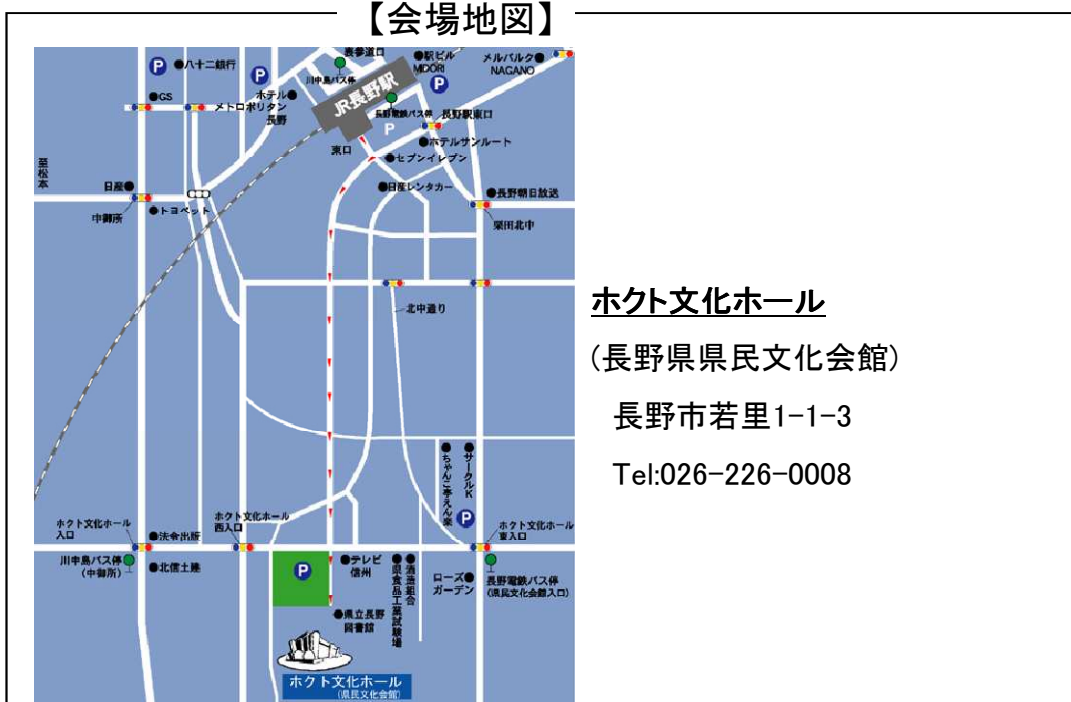 【会場地図】
表参道口
●駅ビル
MIDORI
メルパルク●
NAGANO
P
●八十二銀行
P
川中島バス停
P
●GS
ホテル●
メトロポリタン
長野
JR長野駅
長野電鉄バス停
P
長野駅東口
●ホテルサンルート
東口
●セブンイレブン
至松本
日産●
●日産レンタカー
●長野朝日放送
中御所
●トヨペット
栗田北中
北中通り
ホクト文化ホール
(長野県県民文化会館)
長野市若里1-1-3
Tel:026-226-0008
●ちゃんこ亭えん楽
●サークルK
P
ホクト文化ホール
入口
●法令出版
ホクト文化ホール
西入口
ホクト文化ホール
東入口
川中島バス停
(中御所)
●北信土建
P
●テレビ
信州
●県食品工業試験場
●酒造組合
ローズ●
ガーデン
長野電鉄バス停
(県民文化会館入口)
●県立長野
図書館
ホクト文化ホール
(県民文化会館)